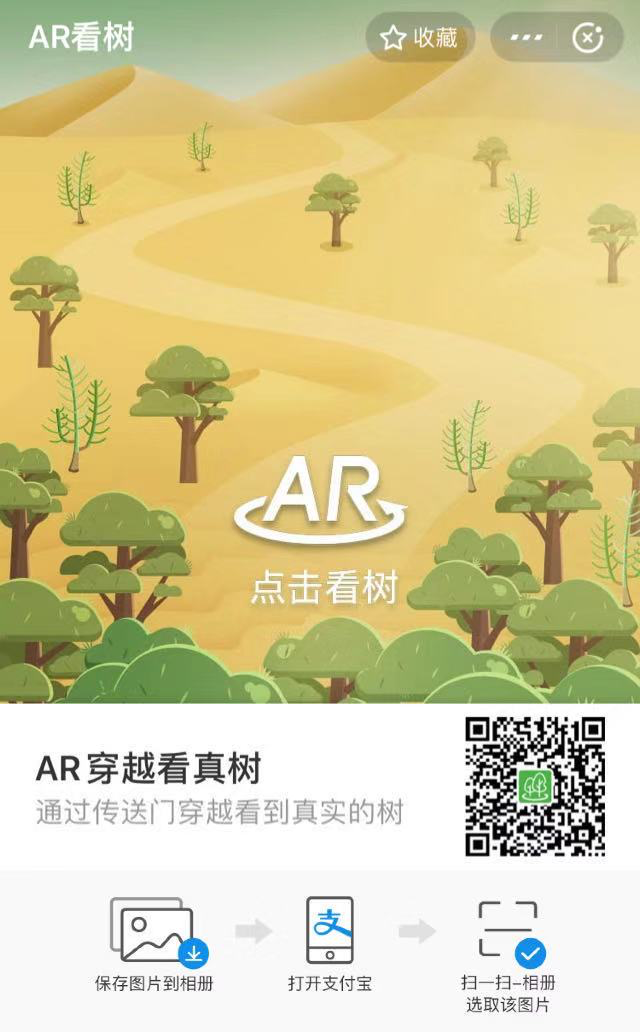 AR看树
收藏
AR
点击看树
AR穿越看真树
通过传送门穿越看到真实的树
支
保存图片到相册
打开支付宝
扫一扫-相册
选取该图片